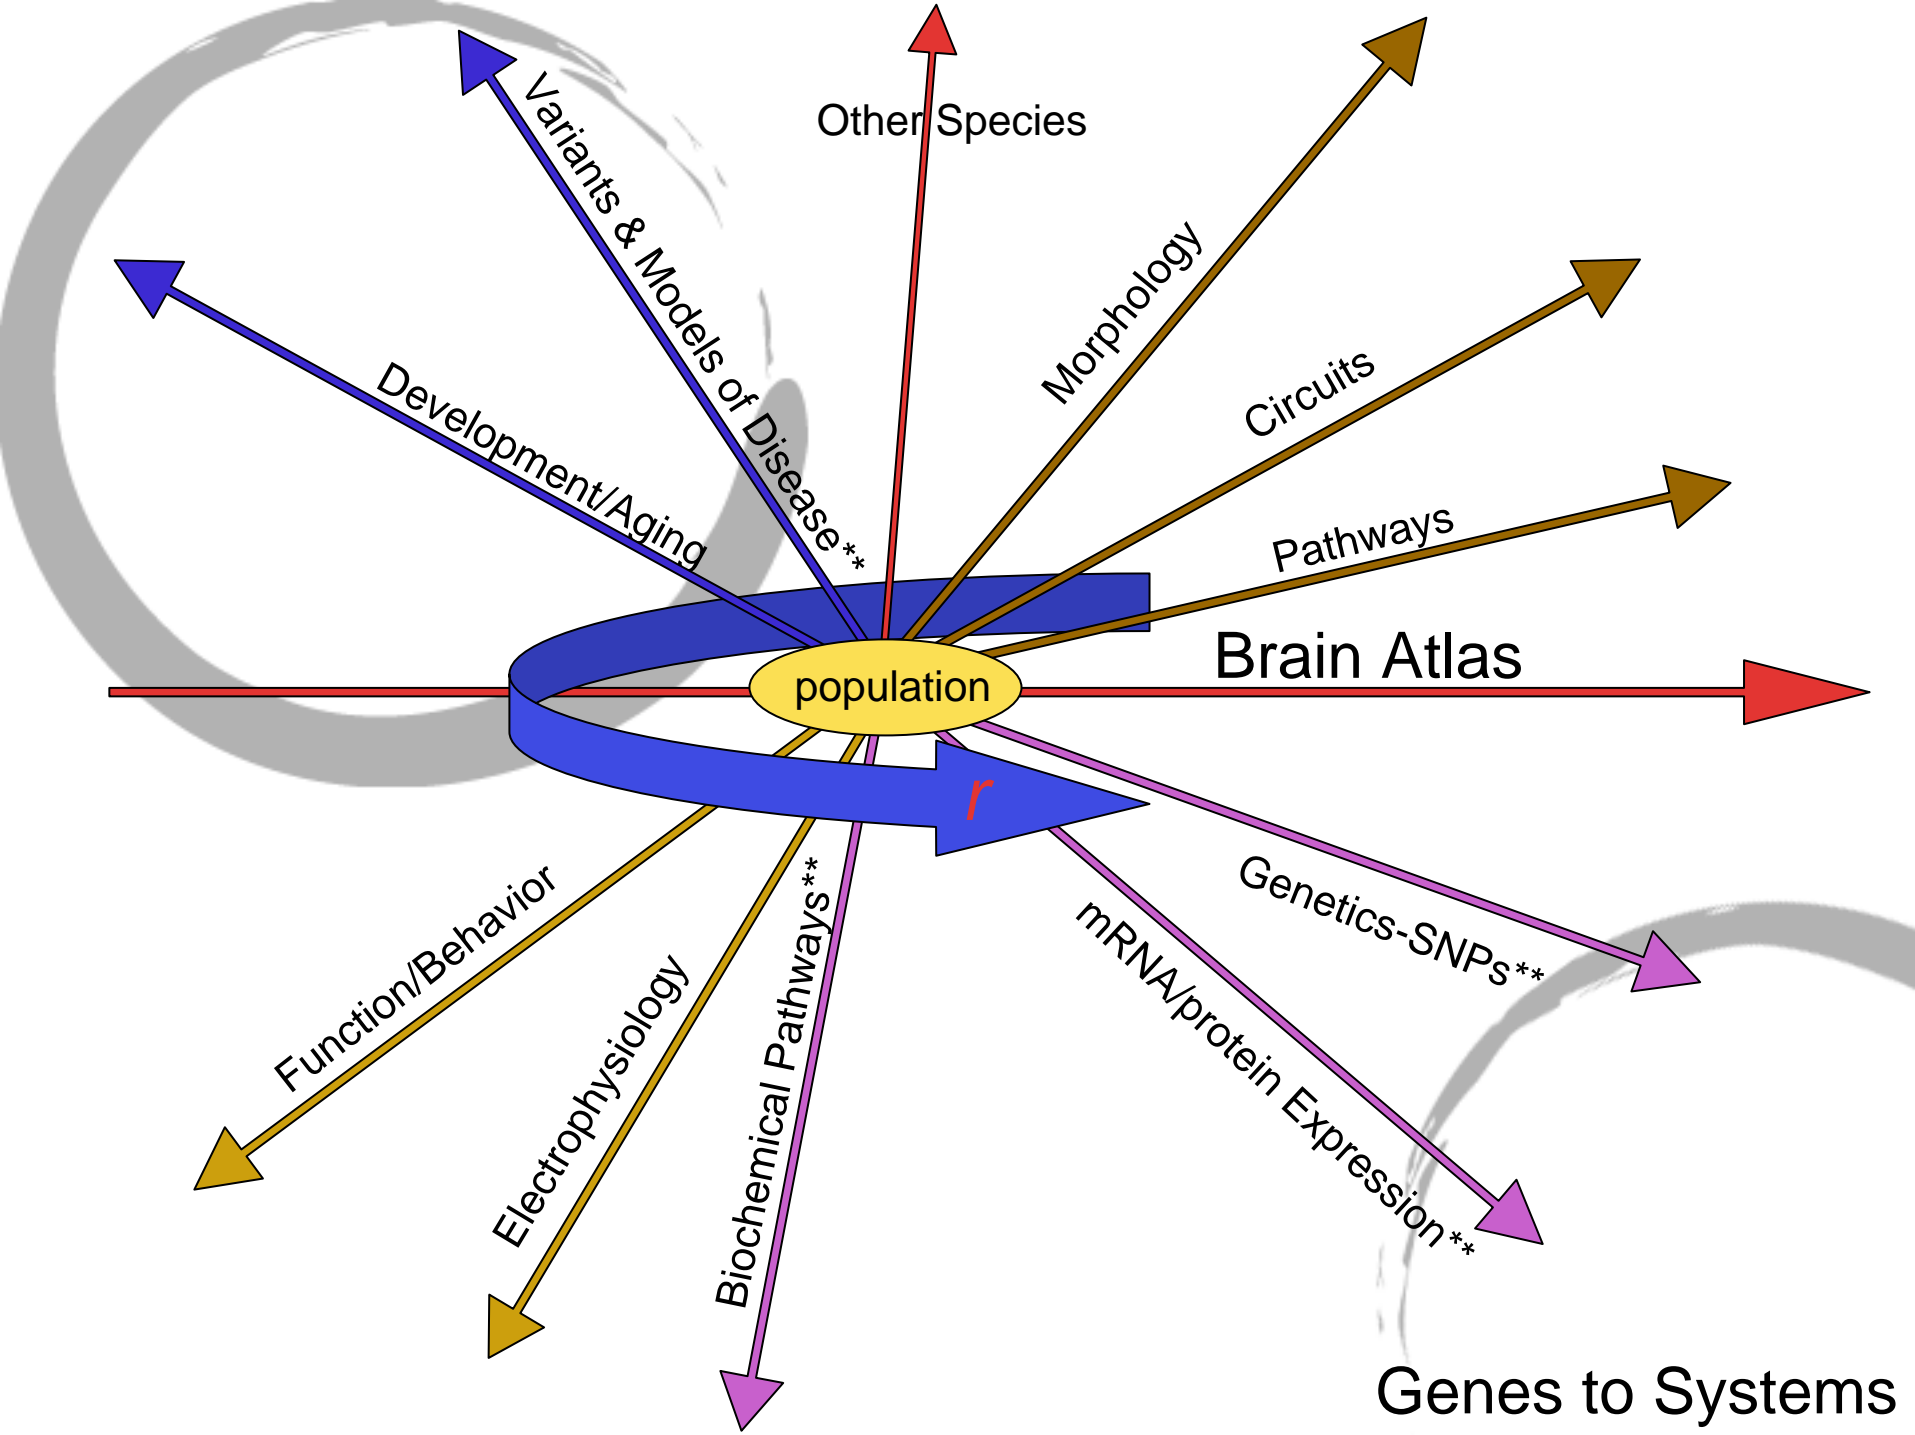 Other Species
Variants & Models of Disease**
Morphology
Circuits
Development/Aging
Pathways
Brain Atlas
population
r
Genetics-SNPs**
Function/Behavior
mRNA/protein Expression**
Electrophysiology
Biochemical Pathways**
Genes to Systems